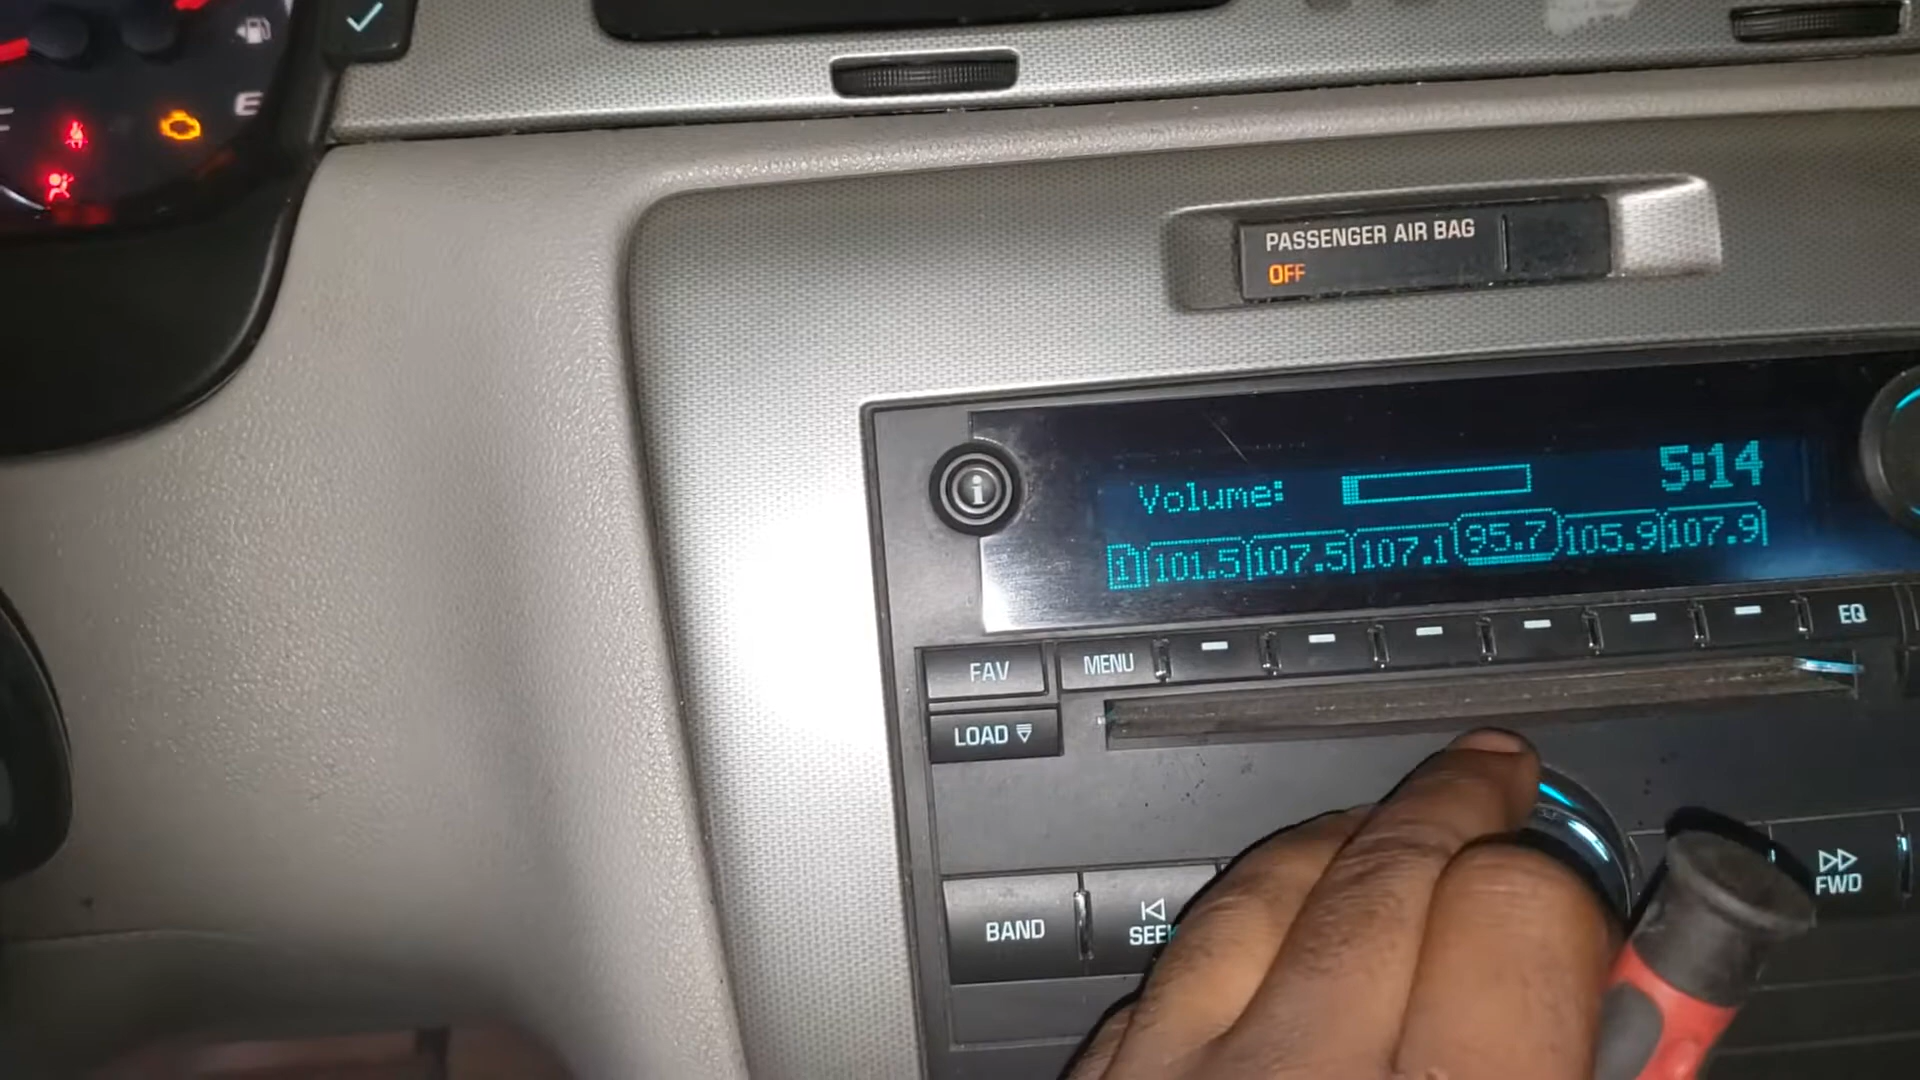 E
PASSENGER AIR BAG
OFF
Volume: 5:14
1 101.5 107.5 107.1 95.7 105.9 107.9
EQ
FAV MENU
LOAD
FWD
BAND SEEK